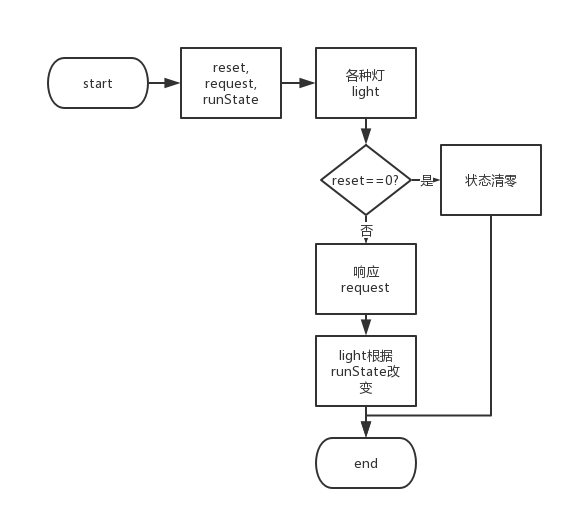 start
reset,
request,
runState
各种灯
light
reset==0?
是
状态清零
否
响应
request
light根据
runState改
变
end